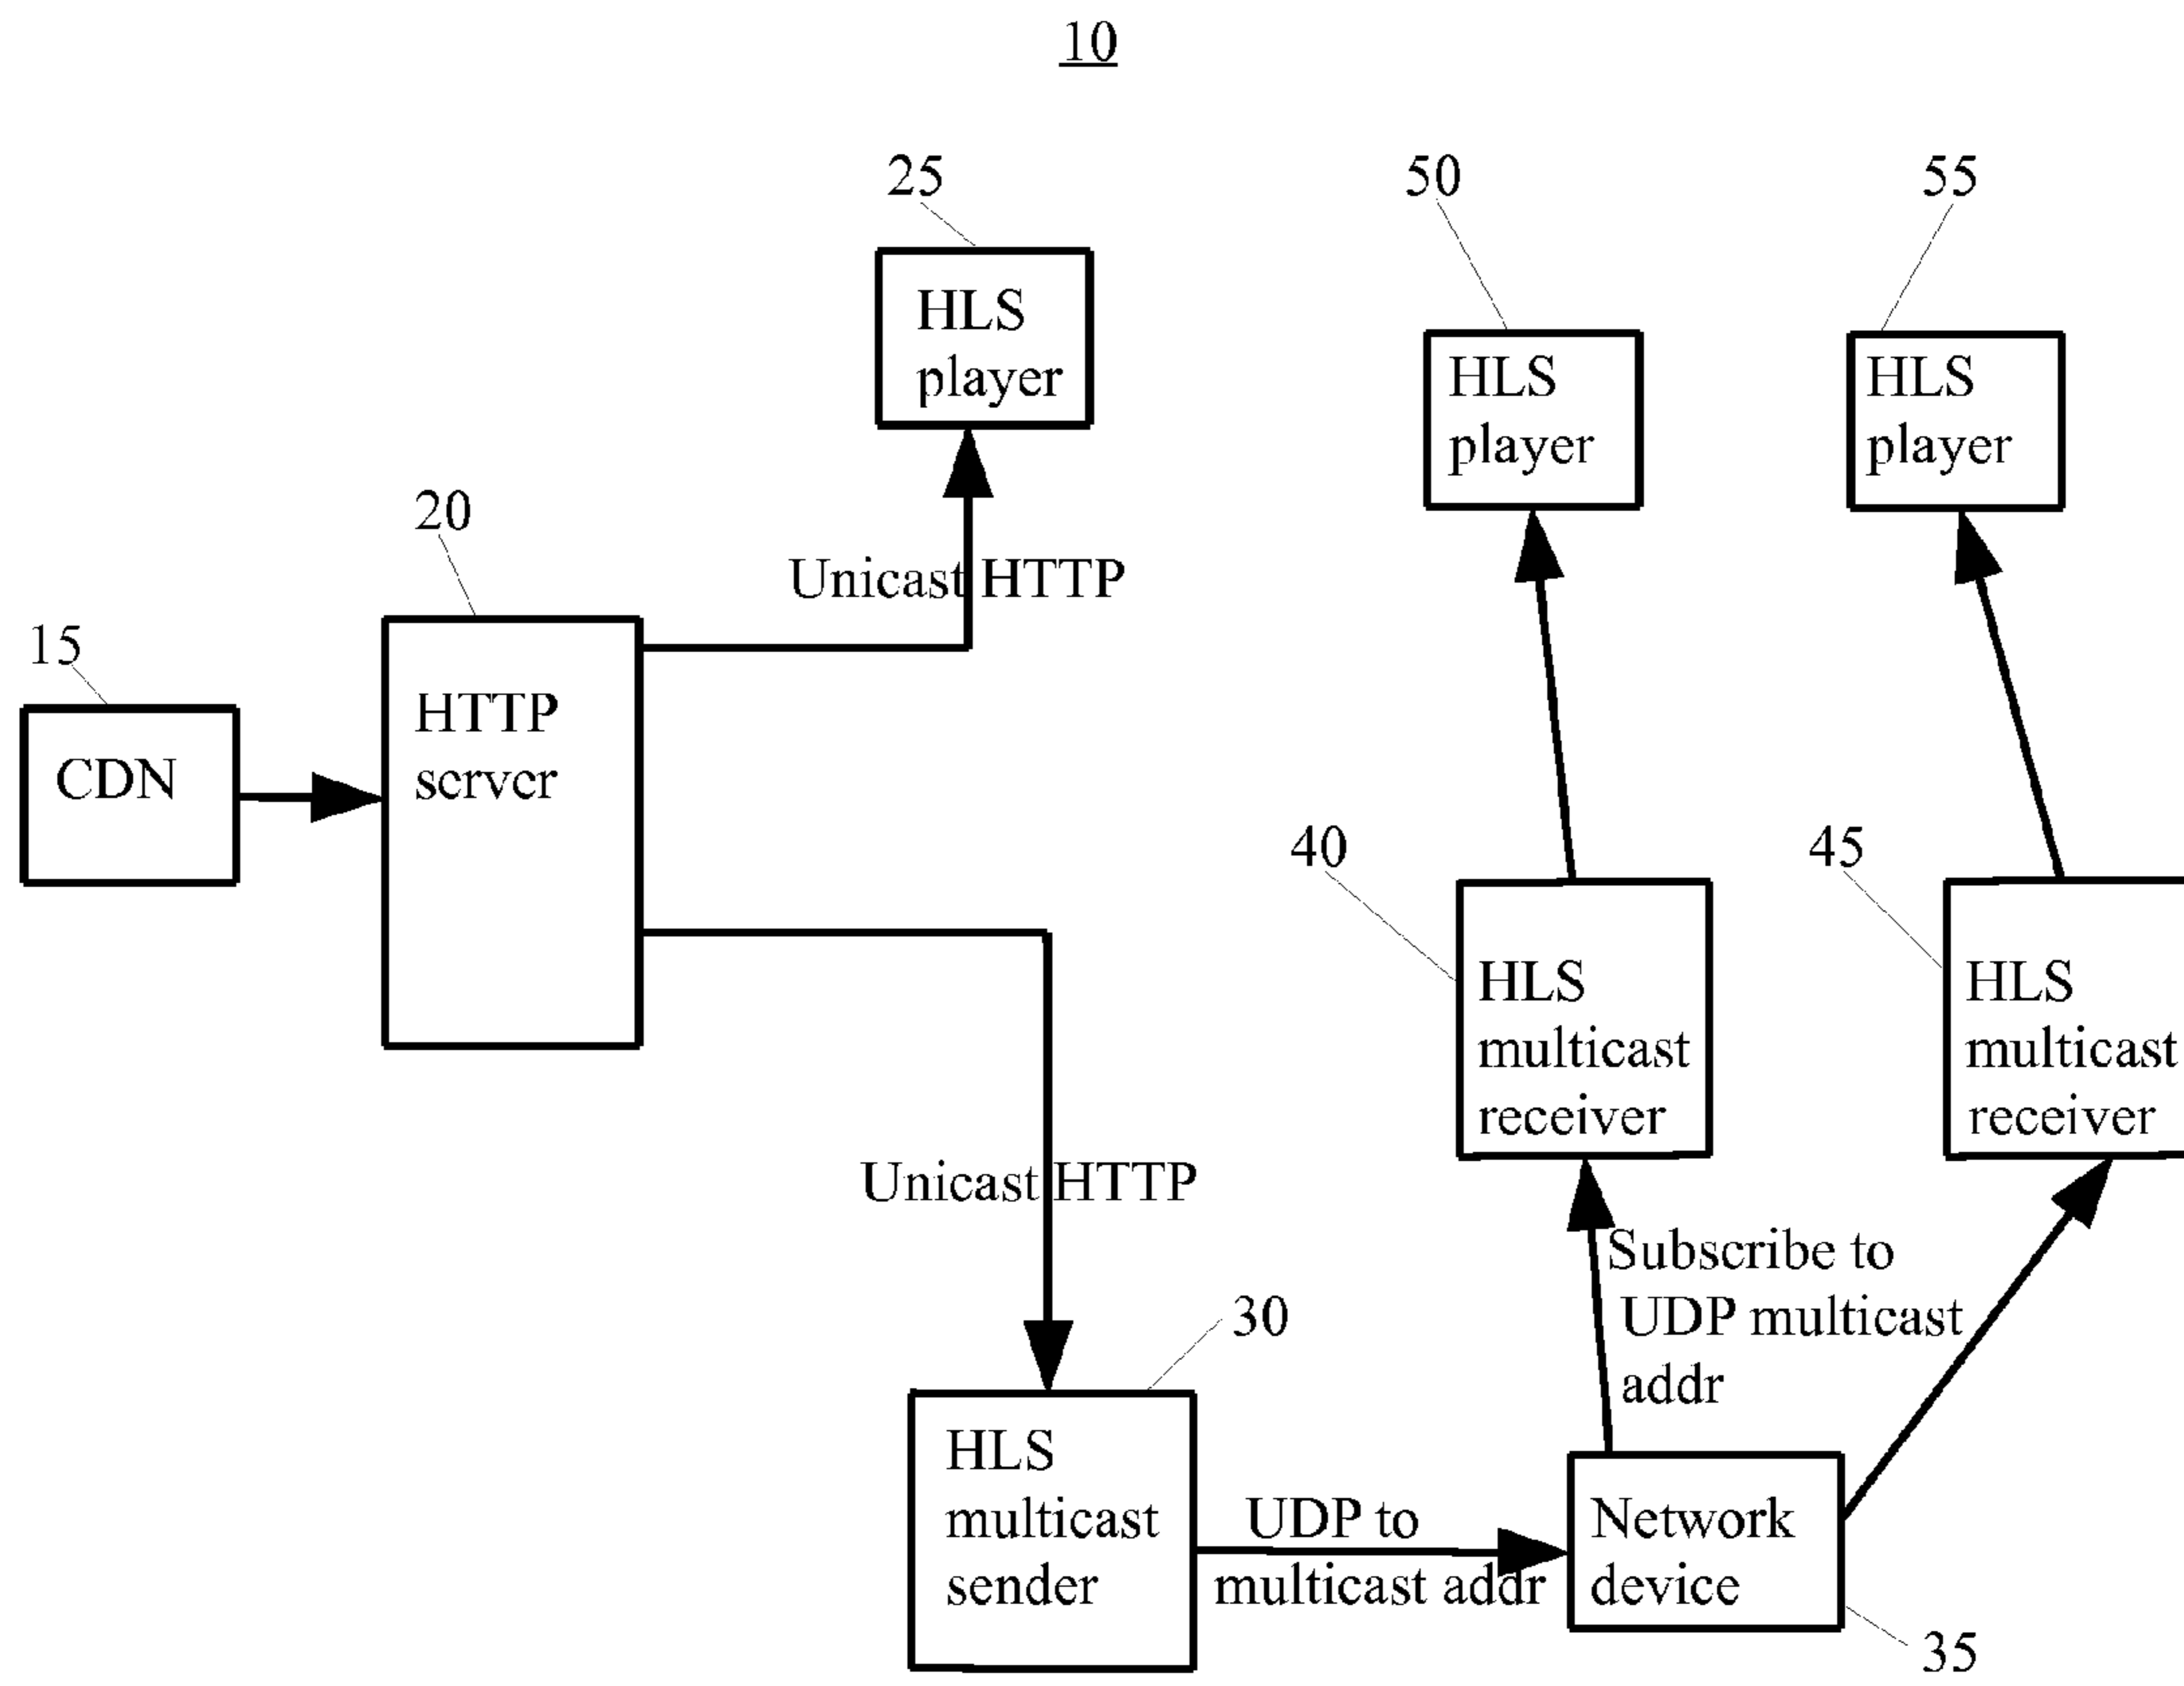 10
25
50
55
HLS
player
HLS
player
HLS
player
20
Unicast HTTP
15
HTTP
server
CDN
40
45
HLS
multicast
receiver
HLS
multicast
receiver
Unicast HTTP
Subscribe to
UDP multicast
addr
30
HLS
multicast
sender
UDP to
multicast addr
Network
device
35